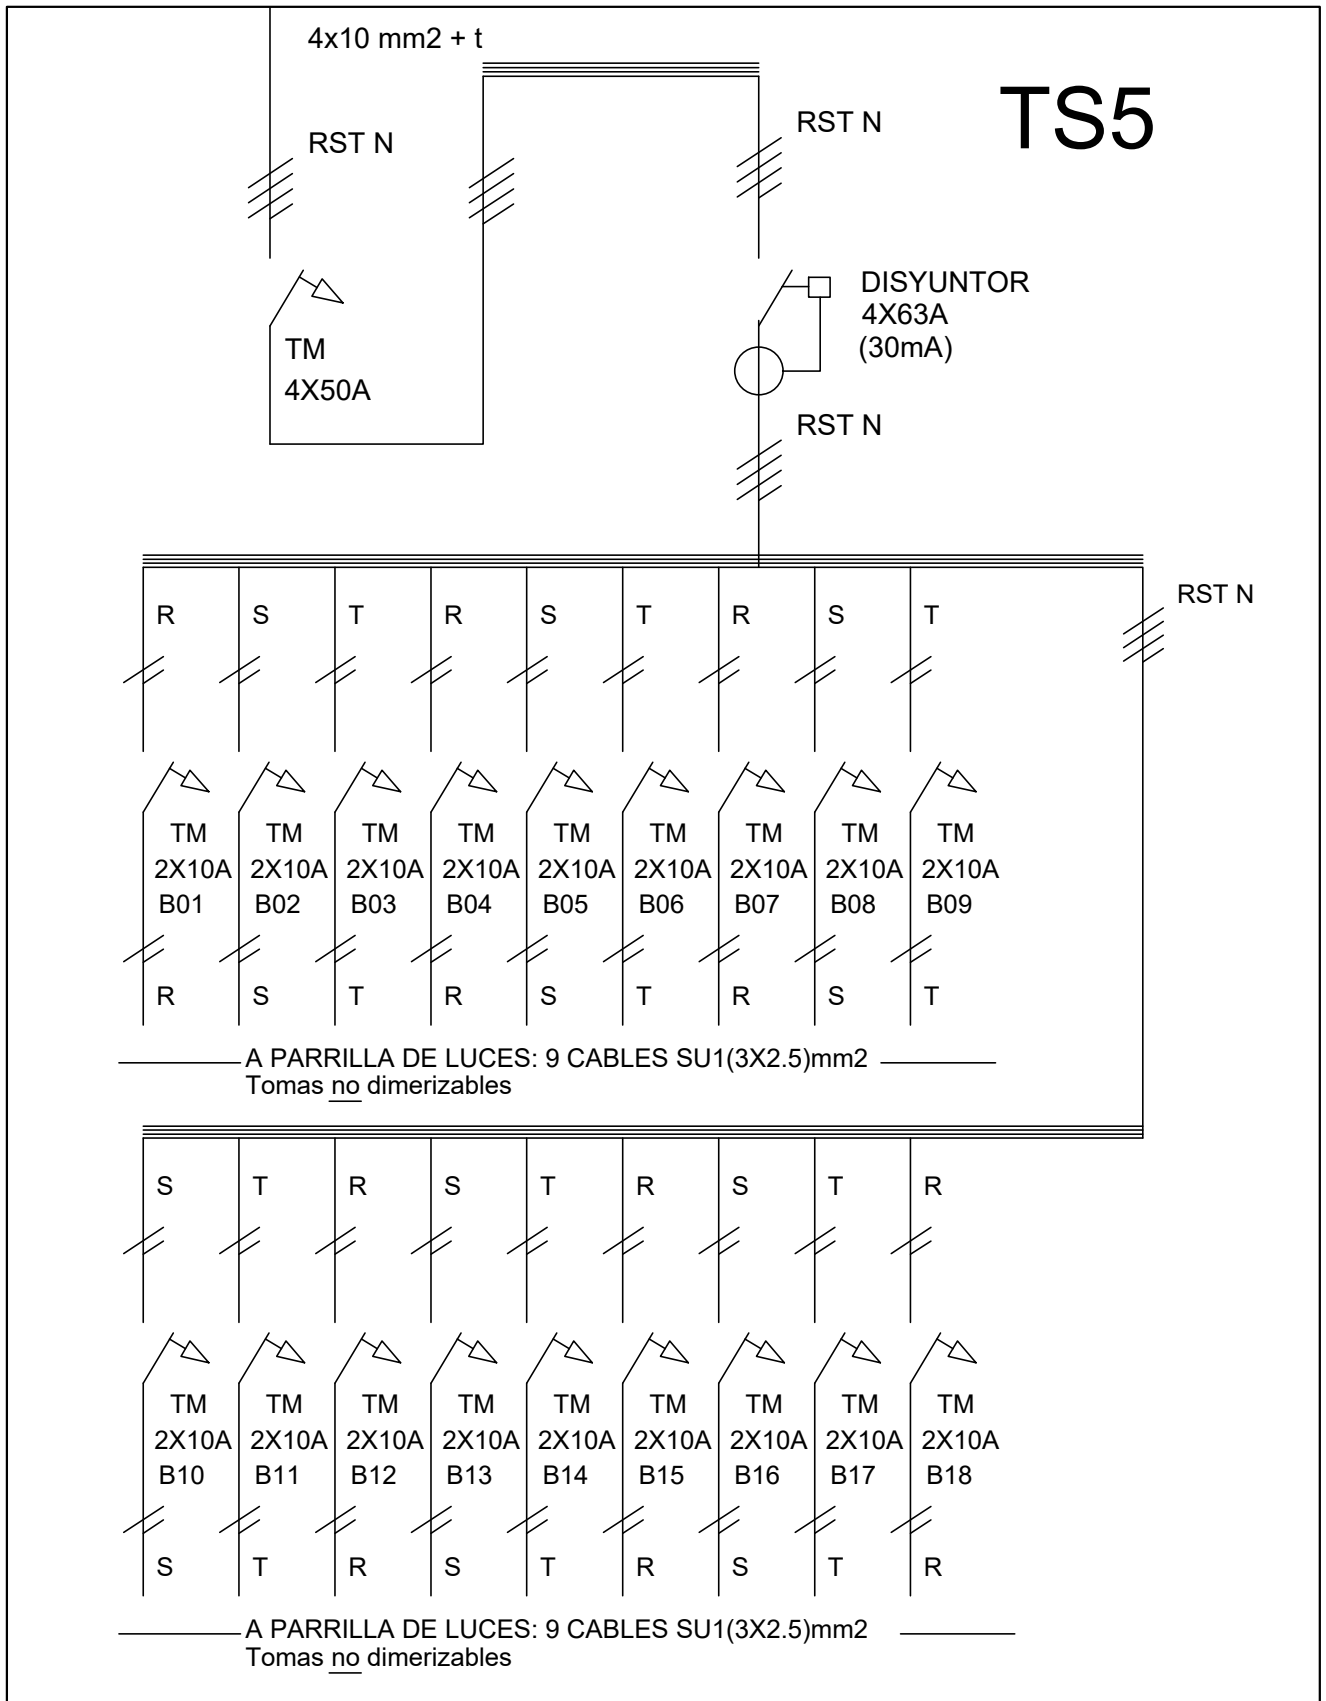 4x10 mm2 + t
TS5
RST N
RST N
DISYUNTOR
4X63A
(30mA)
TM
4X50A
RST N
RST N
R S T R S T R S T
TM TM TM TM TM TM TM TM TM
2X10A 2X10A 2X10A 2X10A 2X10A 2X10A 2X10A 2X10A 2X10A
B01 B02 B03 B04 B05 B06 B07 B08 B09
R S T R S T R S T
A PARRILLA DE LUCES: 9 CABLES SU1(3X2.5)mm2
Tomas no dimerizables
S T R S T R S T R
TM TM TM TM TM TM TM TM TM
2X10A 2X10A 2X10A 2X10A 2X10A 2X10A 2X10A 2X10A 2X10A
B10 B11 B12 B13 B14 B15 B16 B17 B18
S T R S T R S T R
A PARRILLA DE LUCES: 9 CABLES SU1(3X2.5)mm2
Tomas no dimerizables